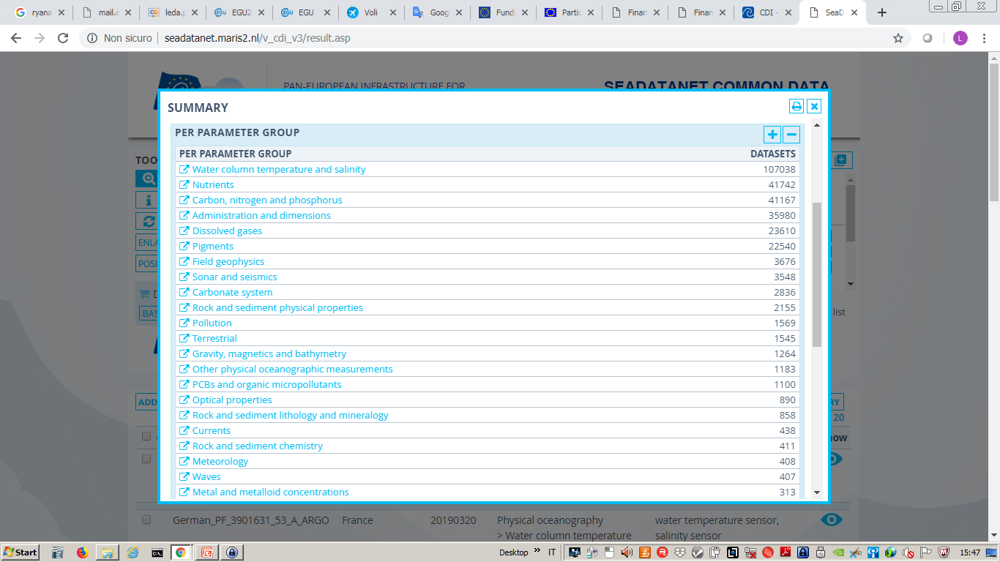 ryana
mail.e
CG leda.p
EGU EGU2
EGU EGU -
Voli
Goog
Fundi
Partic
Finan
Finan
CDI -
SeaD
Non sicuro seadatanet.maris2.nl/v_cdi_v3/result.asp L
PAN-EUROPEAN INFRASTRUCTURE FOR
SEADATANET COMMON DATA
SUMMARY
PER PARAMETER GROUP
PER PARAMETER GROUP DATASETS
Water column temperature and salinity 107038
Nutrients 41742
Carbon, nitrogen and phosphorus 41167
Administration and dimensions 35980
Dissolved gases 23610
Pigments 22540
Field geophysics 3676
Sonar and seismics 3548
Carbonate system 2836
Rock and sediment physical properties 2155
Pollution 1569
Terrestrial 1545
Gravity, magnetics and bathymetry 1264
Other physical oceanographic measurements 1183
PCBs and organic micropollutants 1100
Optical properties 890
Rock and sediment lithology and mineralogy 858
Currents 438
Rock and sediment chemistry 411
Meteorology 408
Waves 407
Metal and metalloid concentrations 313
TOO
ENLA
POSI
BAS
list
ADD
RY
20
how
German_PF_3901631_53_A_ARGO France 20190320 Physical oceanography water temperature sensor,
> Water column temperature salinity sensor
Start Desktop » IT 15:47